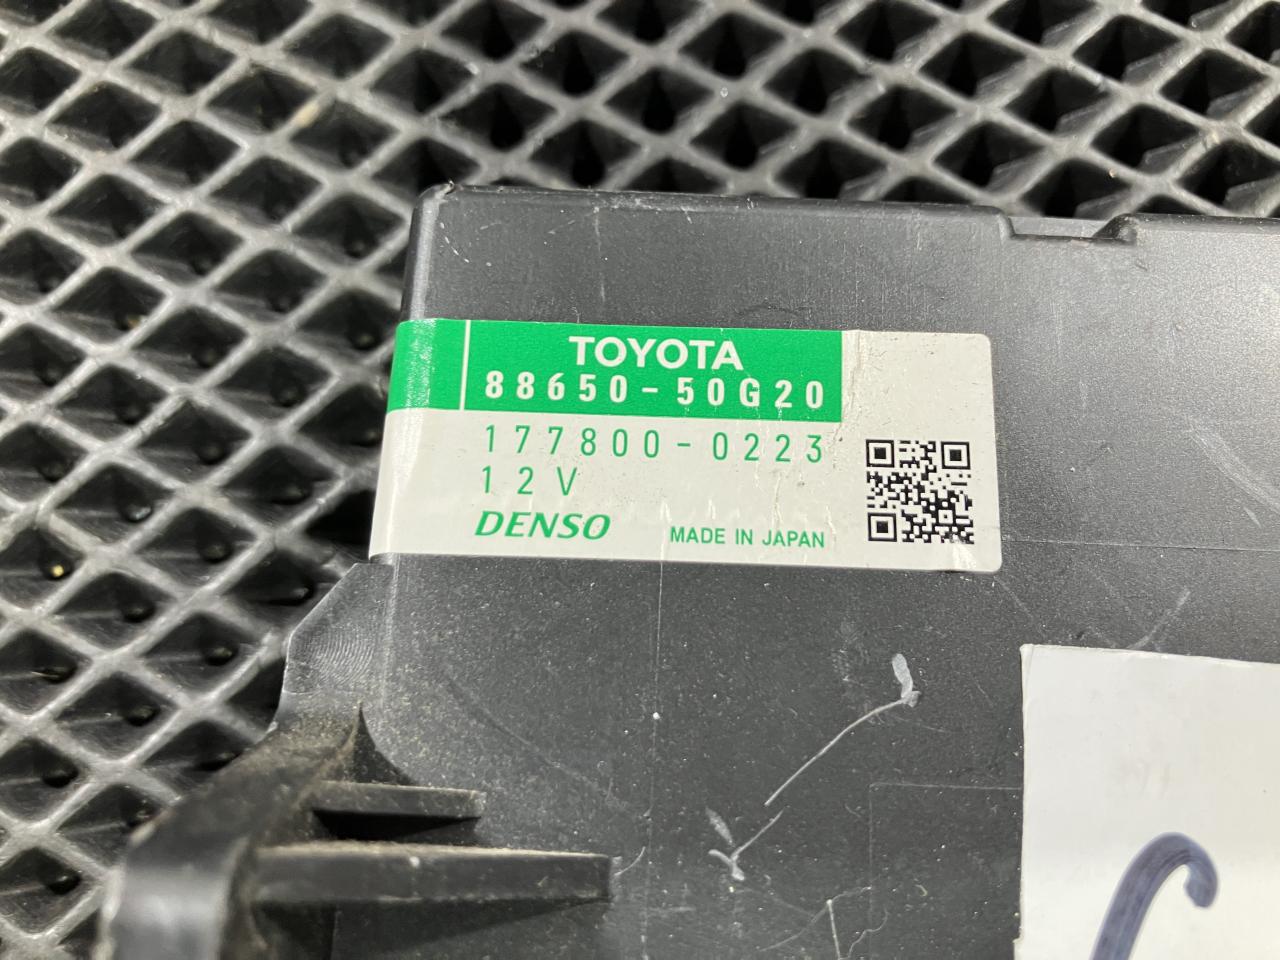 TOYOTA
88650-50G20
177800-0223
12V
DENSO MADE IN JAPAN